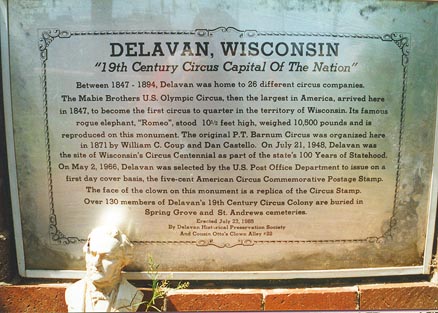 DELAVAN, WISCONSIN
"19th Century Circus Capital Of The Nation"
Between 1847 - 1894, Delavan was home to 26 different circus companies.
The Mabie Brothers U.S. Olympic Circus, then the largest in America, arrived here
in 1847, to become the first circus to quarter in the territory of Wisconsin. Its famous
rogue elephant, "Romeo", stood 10½ feet high, weighed 10,500 pounds and is
reproduced on this monument. The original P.T. Barnum Circus was organized here
in 1871 by William C. Coup and Dan Castello. On July 21, 1948, Delavan was
the site of Wisconsin's Circus Centennial as part of the state's 100 Years of Statehood.
On May 2, 1966, Delavan was selected by the U.S. Post Office Department to issue on a
first day cover basis, the five-cent American Circus Commemorative Postage Stamp.
The face of the clown on this monument is a replica of the Circus Stamp.
Over 130 members of Delavan's 19th Century Circus Colony are buried in
Spring Grove and St. Andrews cemeteries.
Erected July 23, 1985
By Delavan Historical Preservation Society
And Cousin Otto's Clown Alley #22